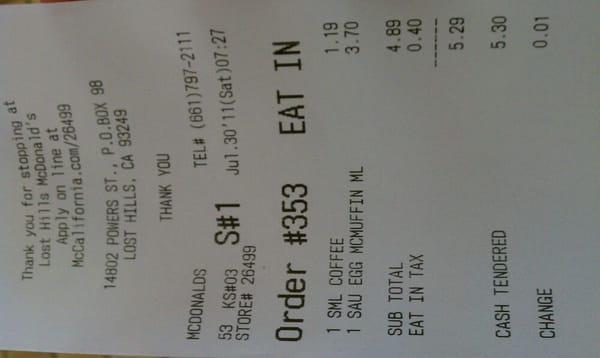 Thank you for stopping at
Lost Hills McDonald's
Apply on line at
McCalifornia.com/26499
14802 POWERS ST., P.O.BOX 98
LOST HILLS, CA 93249
THANK YOU
MCDONALDS TEL# (661)797-2111
53 KS#03 S#1 Jul.30'11(Sat)07:27
STORE# 26499
Order #353 EAT IN
1 SML COFFEE 1.19
1 SAU EGG MCMUFFIN ML 3.70
SUB TOTAL 4.89
EAT IN TAX 0.40
------
5.29
CASH TENDERED 5.30
CHANGE 0.01